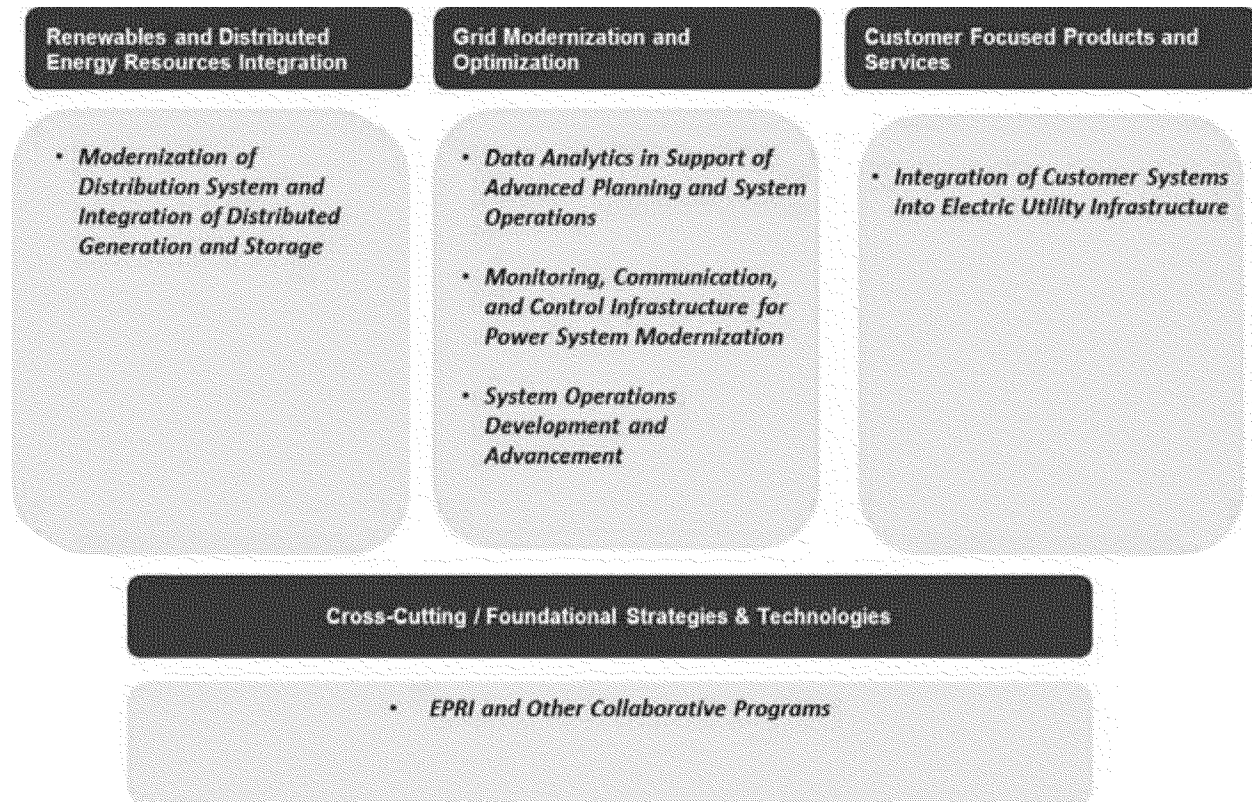 Renewables and Distributed
Energy Resources Integration
• Modernization of
Distribution System and
Integration of Distributed
Generation and Storage
Grid Modernization and
Optimization
• Data Analytics in Support of
Advanced Planning and System
Operations
• Monitoring, Communication,
and Control Infrastructure for
Power System Modernization
• System Operations
Development and
Advancement
Customer Focused Products and
Services
• Integration of Customer Systems
into Electric Utility Infrastructure
Cross-Cutting / Foundational Strategies & Technologies
• EPRI and Other Collaborative Programs